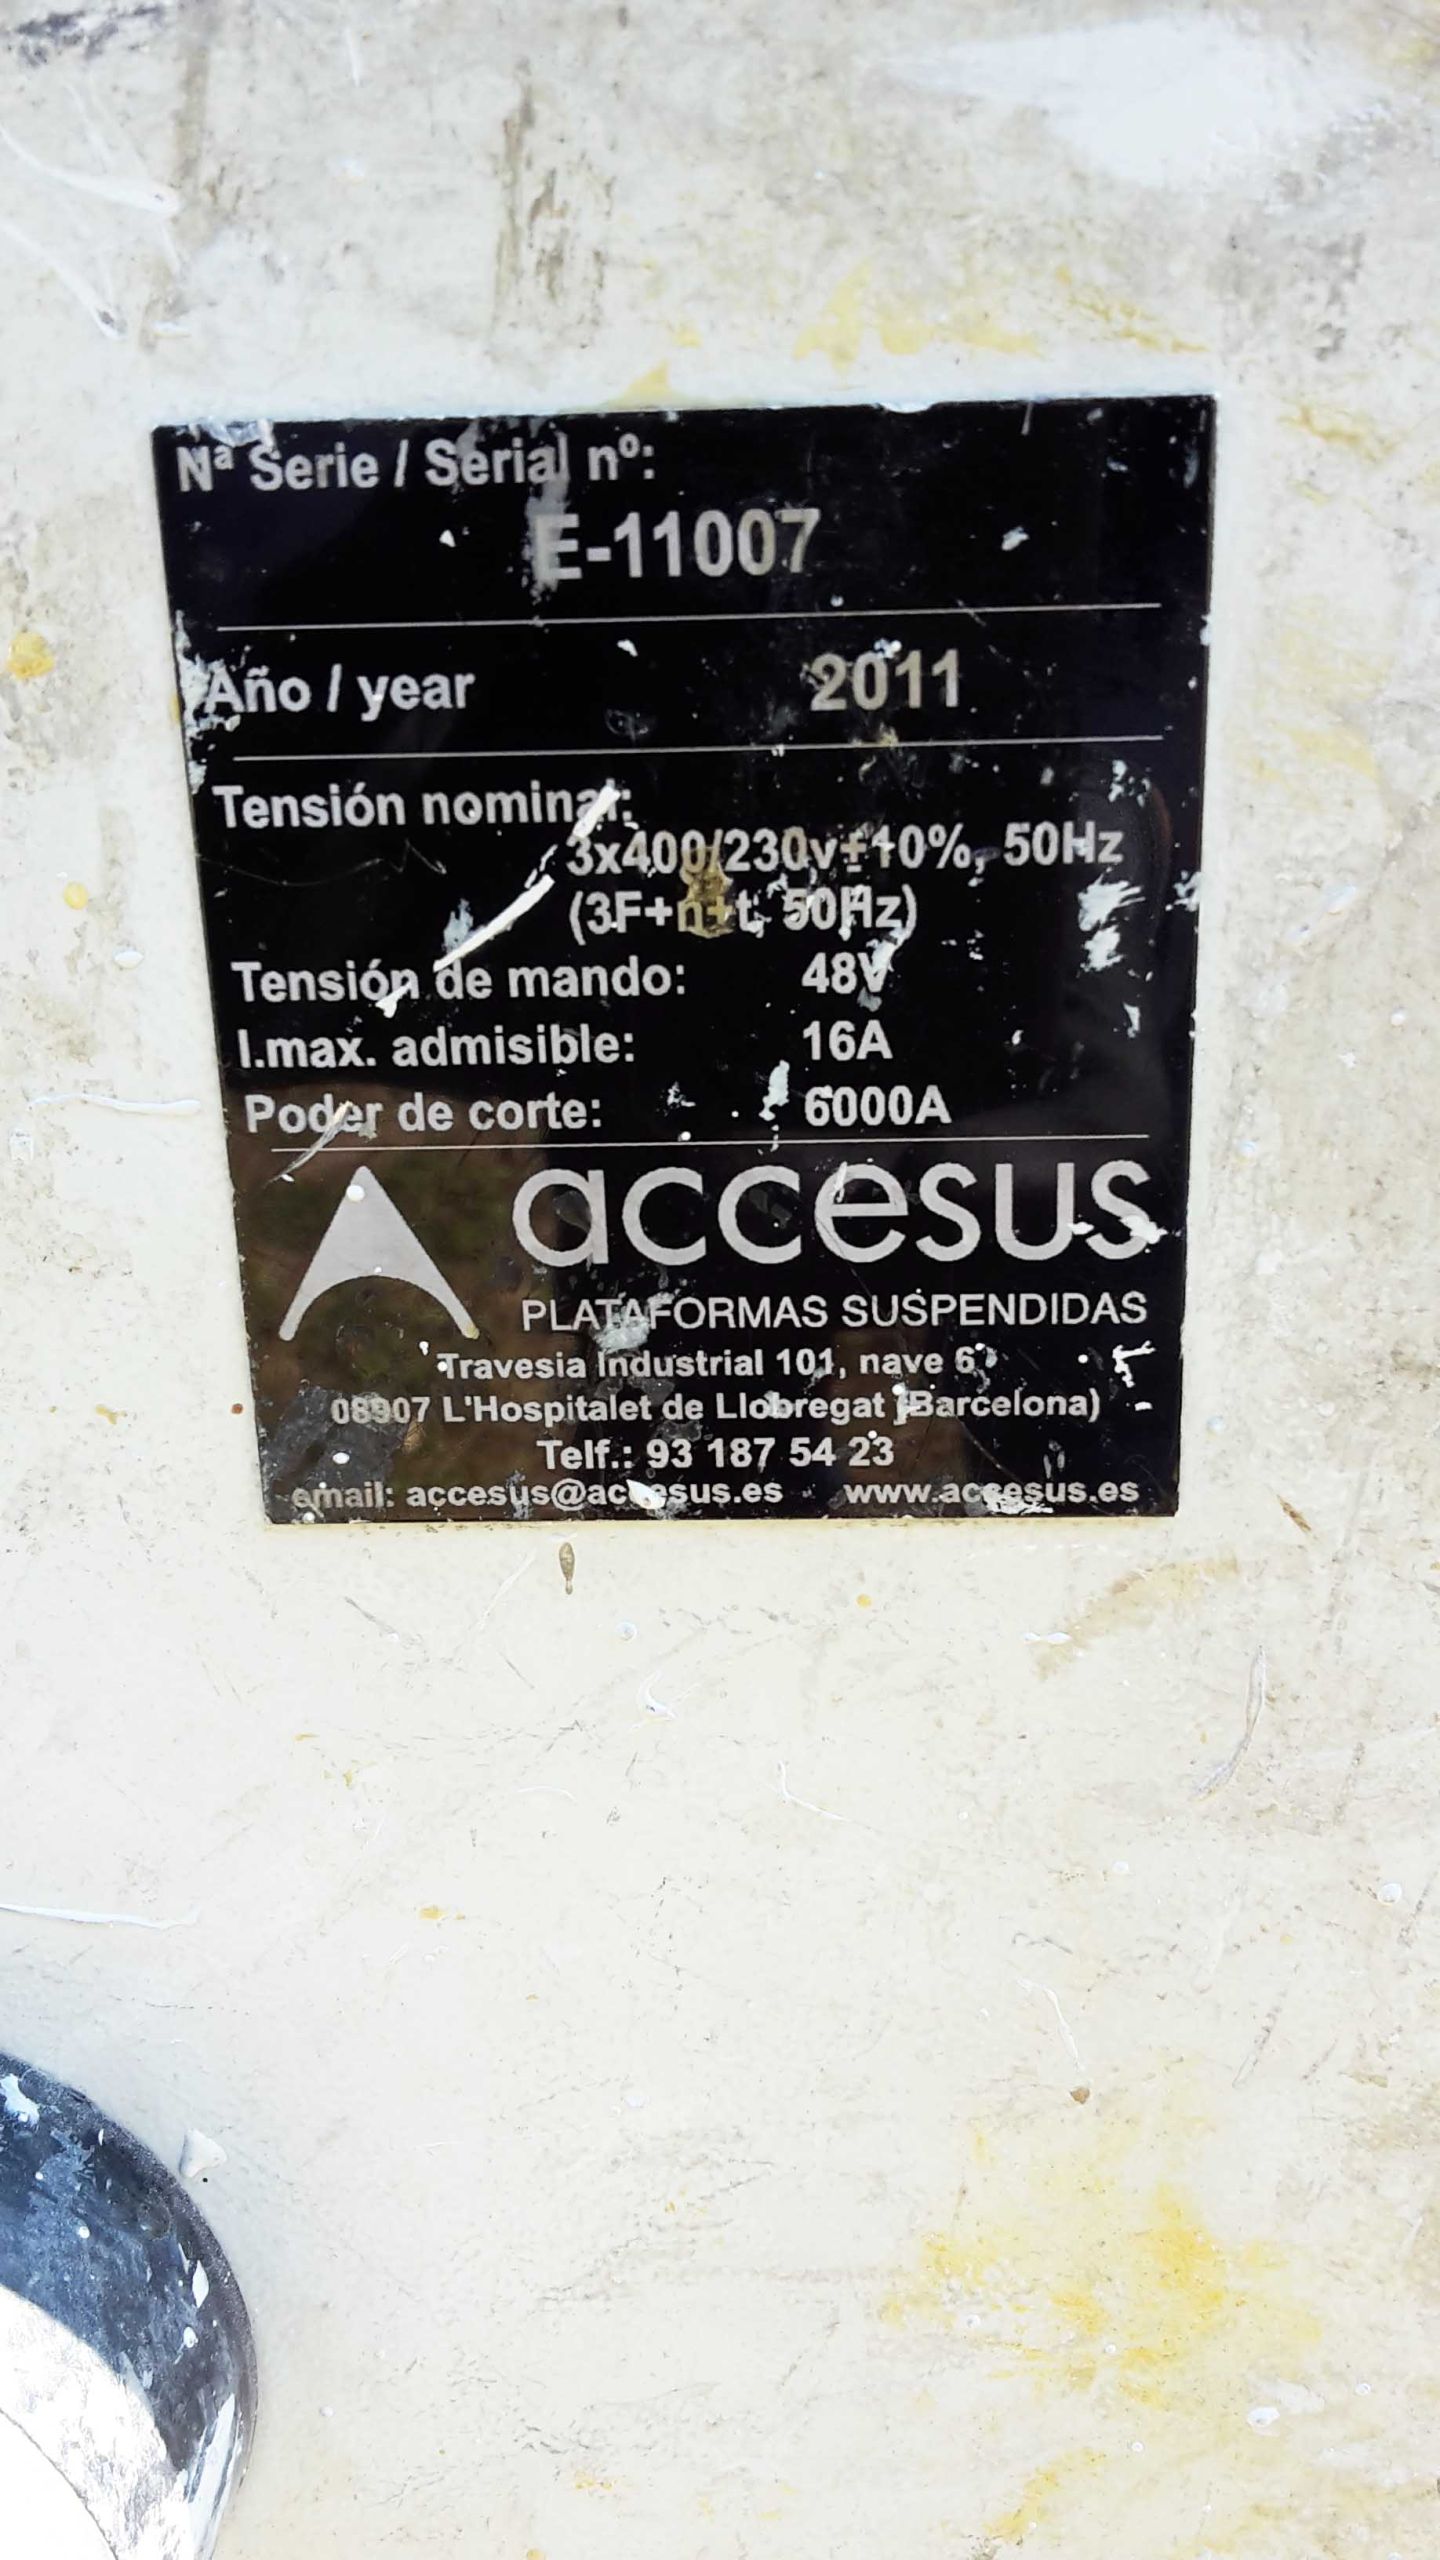 Nª Serie / Serial nº:
E-11007
Año / year 2011
Tensión nominal:
3x400/230v±10%, 50Hz
(3F+n+t, 50Hz)
Tensión de mando: 48V
I.max. admisible: 16A
Poder de corte: 6000A
accesus
PLATAFORMAS SUSPENDIDAS
Travesia Industrial 101, nave 6
08907 L'Hospitalet de Llobregat (Barcelona)
Telf.: 93 187 54 23
email: accesus@accesus.es www.accesus.es